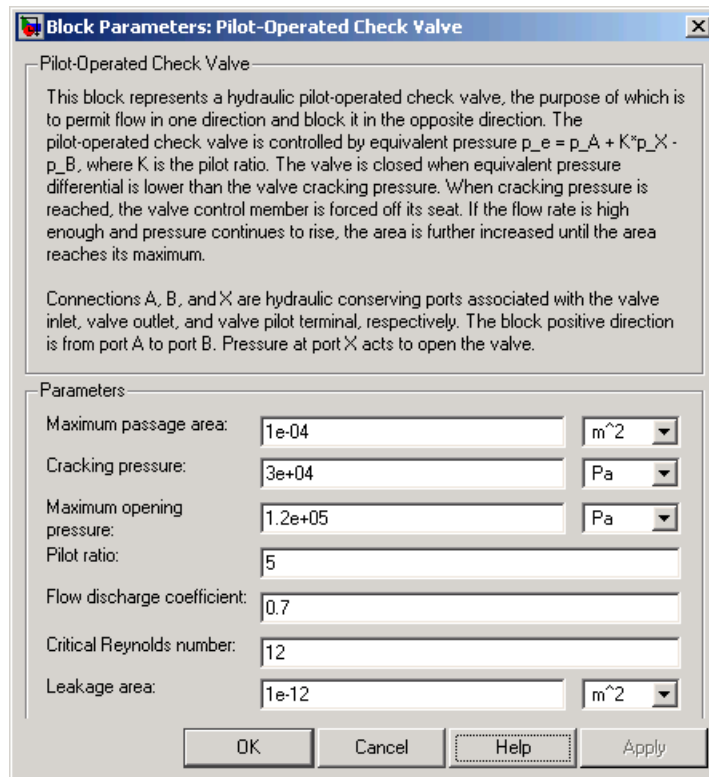 Block Parameters: Pilot-Operated Check Valve
Pilot-Operated Check Valve
This block represents a hydraulic pilot-operated check valve, the purpose of which is
to permit flow in one direction and block it in the opposite direction. The
pilot-operated check valve is controlled by equivalent pressure p_e = p_A + K*p_X -
p_B, where K is the pilot ratio. The valve is closed when equivalent pressure
differential is lower than the valve cracking pressure. When cracking pressure is
reached, the valve control member is forced off its seat. If the flow rate is high
enough and pressure continues to rise, the area is further increased until the area
reaches its maximum.
Connections A, B, and X are hydraulic conserving ports associated with the valve
inlet, valve outlet, and valve pilot terminal, respectively. The block positive direction
is from port A to port B. Pressure at port X acts to open the valve.
Parameters
Maximum passage area: 1e-04 m^2
Cracking pressure: 3e+04 Pa
Maximum opening
pressure: 1.2e+05 Pa
Pilot ratio: 5
Flow discharge coefficient: 0.7
Critical Reynolds number: 12
Leakage area: 1e-12 m^2
OK Cancel Help Apply